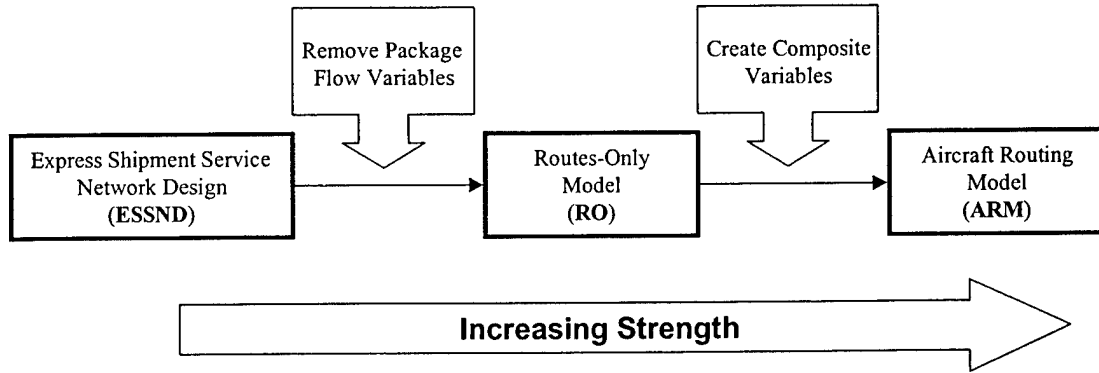 Remove Package
Flow Variables
Create Composite
Variables
Express Shipment Service
Network Design
(ESSND)
Routes-Only
Model
(RO)
Aircraft Routing
Model
(ARM)
Increasing Strength